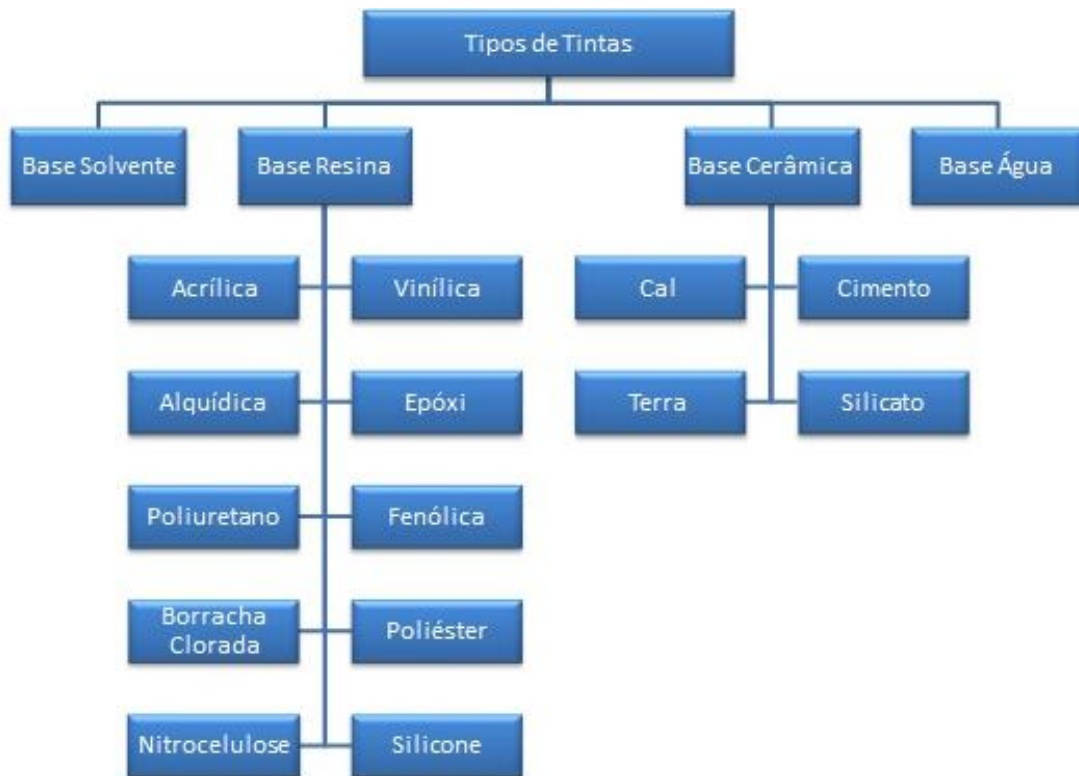 Tipos de Tintas
Base Solvente
Base Resina
Base Cerâmica
Base Água
Acrílica
Vinílica
Cal
Cimento
Alquídica
Epóxi
Terra
Silicato
Poliuretano
Fenólica
Borracha
Clorada
Poliéster
Nitrocelulose
Silicone